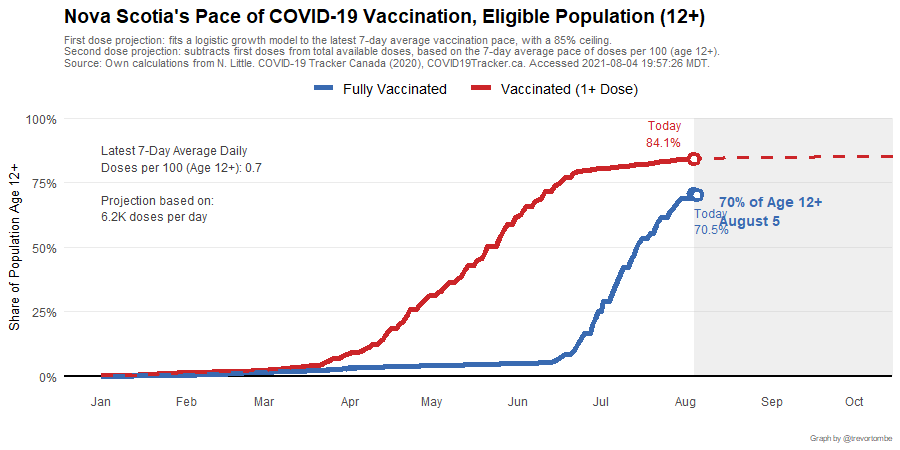 Nova Scotia's Pace of COVID-19 Vaccination, Eligible Population (12+)
First dose projection: fits a logistic growth model to the latest 7-day average vaccination pace, with a 85% ceiling.
Second dose projection: subtracts first doses from total available doses, based on the 7-day average pace of doses per 100 (age 12+).
Source: Own calculations from N. Little. COVID-19 Tracker Canada (2020), COVID19Tracker.ca. Accessed 2021-08-04 19:57:26 MDT.
Fully Vaccinated
Vaccinated (1+ Dose)
Share of Population Age 12+
100%
75%
50%
25%
0%
Latest 7-Day Average Daily
Doses per 100 (Age 12+): 0.7
Projection based on:
6.2K doses per day
Today
84.1%
70% of Age 12+
August 5
Today
70.5%
Jan
Feb
Mar
Apr
May
Jun
Jul
Aug
Sep
Oct
Graph by @trevortombe